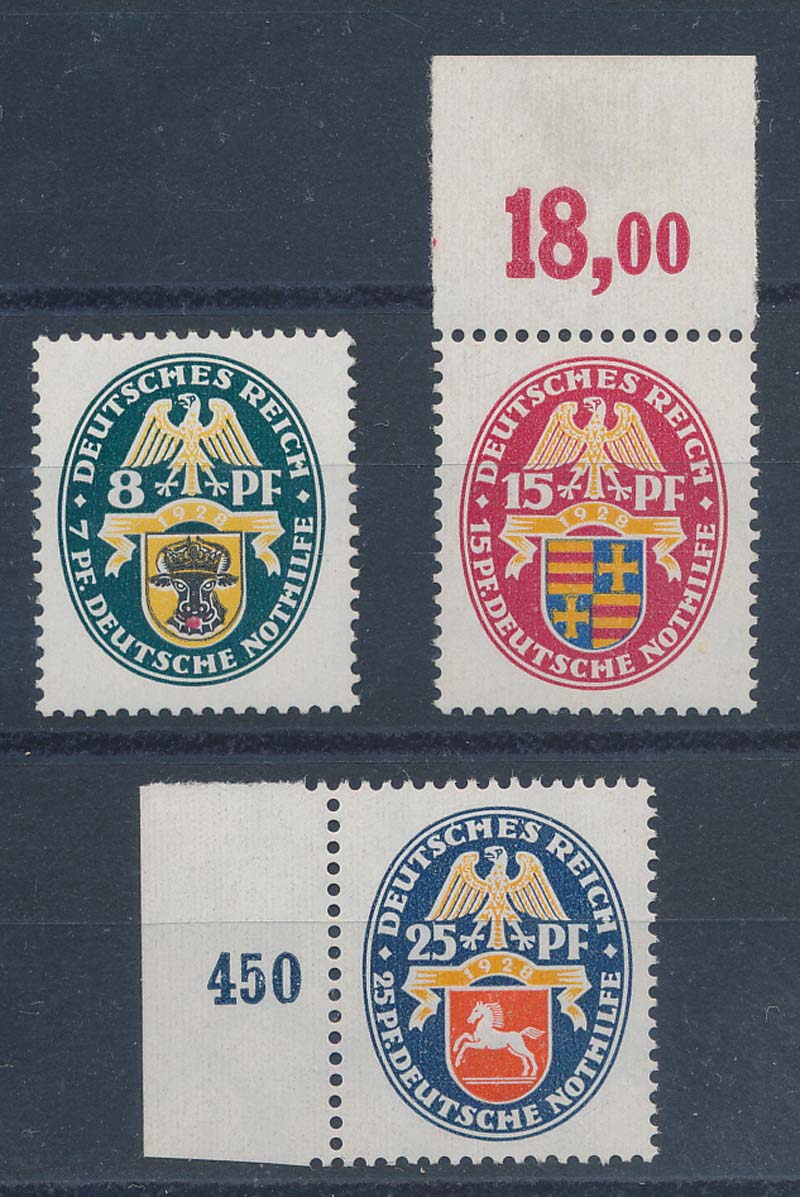 18,00
DEUTSCHES REICH
8 PF
1928
7 PF. DEUTSCHE NOTHILFE
DEUTSCHES REICH
15 PF
1928
15 PF. DEUTSCHE NOTHILFE
450
DEUTSCHES REICH
25 PF
1928
25 PF. DEUTSCHE NOTHILFE